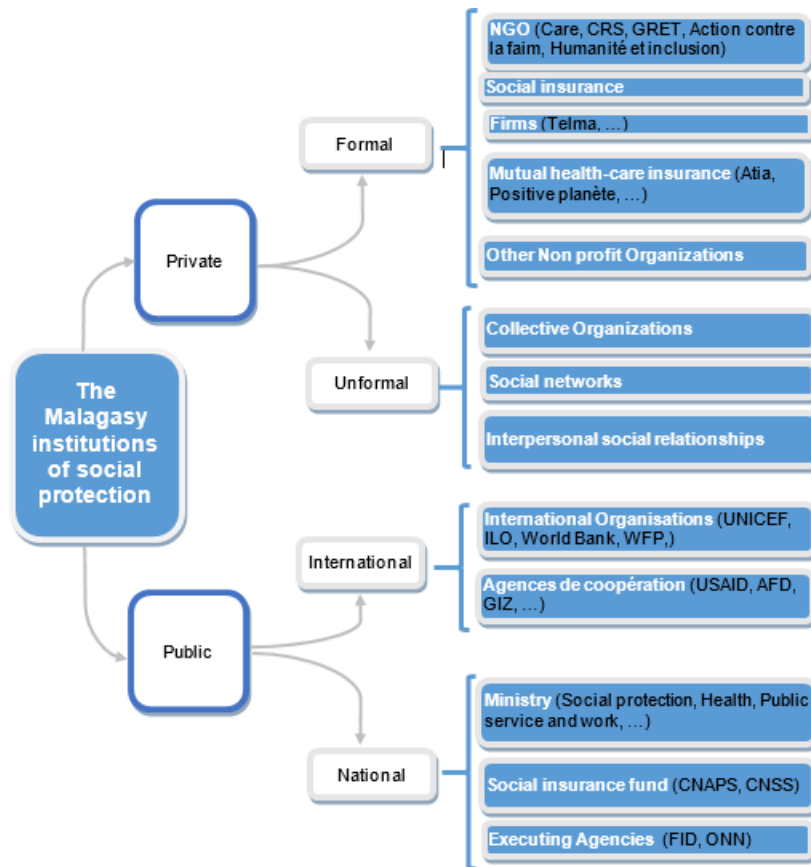 The
Malagasy
institutions
of social
protection
Private
Formal
NGO (Care, CRS, GRET, Action contre
la faim, Humanité et inclusion)
Social insurance
Firms (Telma, …)
Mutual health-care insurance (Atia,
Positive planète, …)
Other Non profit Organizations
Unformal
Collective Organizations
Social networks
Interpersonal social relationships
Public
International
International Organisations (UNICEF,
ILO, World Bank, WFP,)
Agences de coopération (USAID, AFD,
GIZ, …)
National
Ministry (Social protection, Health, Public
service and work, …)
Social insurance fund (CNAPS, CNSS)
Executing Agencies (FID, ONN)